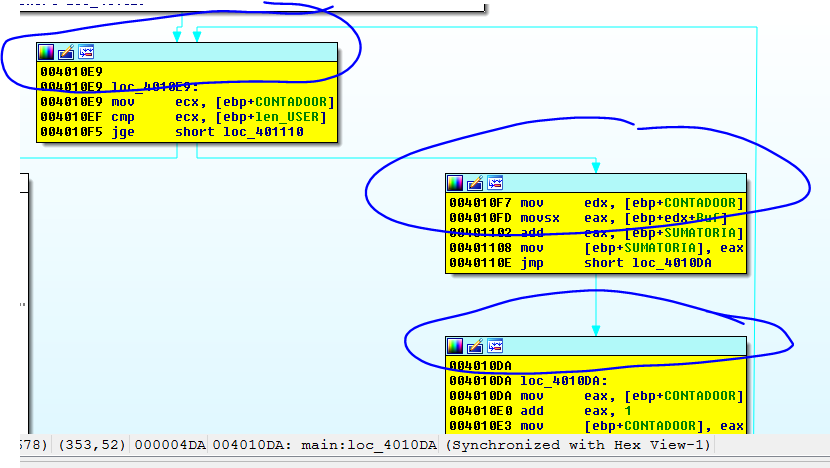 004010E9
004010E9 loc_4010E9:
004010E9 mov ecx, [ebp+CONTADOOR]
004010EF cmp ecx, [ebp+len_USER]
004010F5 jge short loc_401110
004010F7 mov edx, [ebp+CONTADOOR]
004010FD movsx eax, [ebp+edx+Buf]
00401102 add eax, [ebp+SUMATORIA]
00401108 mov [ebp+SUMATORIA], eax
0040110E jmp short loc_4010DA
004010DA
004010DA loc_4010DA:
004010DA mov eax, [ebp+CONTADOOR]
004010E0 add eax, 1
004010E3 mov [ebp+CONTADOOR], eax
578) (353,52) 000004DA 004010DA: main:loc_4010DA (Synchronized with Hex View-1)